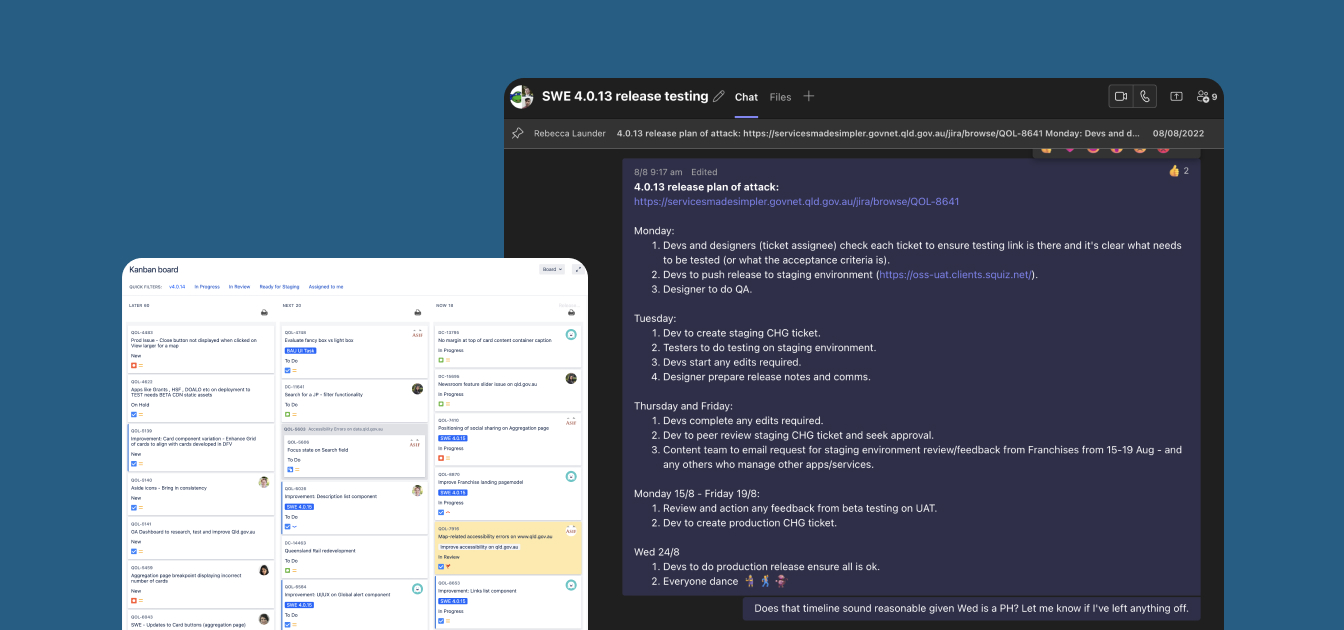 SWE 4.0.13 release testing
Chat
Files
9
Rebecca Launder
4.0.13 release plan of attack: https://servicesmadesimpler.govnet.qld.gov.au/jira/browse/QOL-8641 Monday: Devs and d...
08/08/2022
8/8 9:17 am Edited
2
4.0.13 release plan of attack:
https://servicesmadesimpler.govnet.qld.gov.au/jira/browse/QOL-8641
Monday:
1. Devs and designers (ticket assignee) check each ticket to ensure testing link is there and it's clear what needs
to be tested (or what the acceptance criteria is).
2. Devs to push release to staging environment (https://oss-uat.clients.squiz.net/).
3. Designer to do QA.
Tuesday:
1. Dev to create staging CHG ticket.
2. Testers to do testing on staging environment.
3. Devs start any edits required.
4. Designer prepare release notes and comms.
Thursday and Friday:
1. Devs complete any edits required.
2. Dev to peer review staging CHG ticket and seek approval.
3. Content team to email request for staging environment review/feedback from Franchises from 15-19 Aug - and
any others who manage other apps/services.
Monday 15/8 - Friday 19/8:
1. Review and action any feedback from beta testing on UAT.
2. Dev to create production CHG ticket.
Wed 24/8
1. Devs to do production release ensure all is ok.
2. Everyone dance
Does that timeline sound reasonable given Wed is a PH? Let me know if I've left anything off.
Kanban board
Board
QUICK FILTERS: v4.0.14 In Progress In Review Ready for Staging Assigned to me
LATER
QOL-4493
Prod Issue - Close button not displayed when clicked on
View larger for a map
New
QOL-4623
Apps like Grants , HSF , DOALD etc on deployment to
TEST needs BETA CDN static assets
On Hold
QOL-5139
Improvement: Card component variation - Enhance Grid
of cards to align with cards developed in DFV
New
QOL-5140
Aside icons - Bring in consistency
New
QOL-5141
GA Dashboard to research, test and improve Qld.gov.au
New
QOL-5459
Aggregation page breakpoint displaying incorrect
number of cards
New
QOL-6043
SWE - Updates to Card buttons (aggregation page)
NEXT 20
QOL-5149
Evaluate fancy box vs light box
BAU UI Task
To Do
DC-11641
Search for a JP - filter functionality
To Do
QOL-5603 Accessibility Errors on oaia.qld.gov.au
QOL-5608
Focus state on Search field
To Do
QOL-6028
Improvement: Description list component
SWE 4.0.15
To Do
DC-14463
Queensland Rail redevelopment
To Do
QOL-6584
Improvement: UI/UX on Global alert component
SWE 4.0.15
To Do
NOW 18
DC-13795
No margin at top of card content container caption
In Progress
DC-15696
Newsroom feature slider issue on qld.gov.au
In Progress
QOL-7410
Positioning of social sharing on Aggregation page
SWE 4.0.15
In Progress
QOL-9875
Improve Franchise landing pagemodel
SWE 4.0.15
In Progress
QOL-7916
Map-related accessibility errors on www.qld.gov.au
Improve accessibility on qld.gov.au
In Review
QOL-8653
Improvement: Links list component
SWE 4.0.15
In Progress